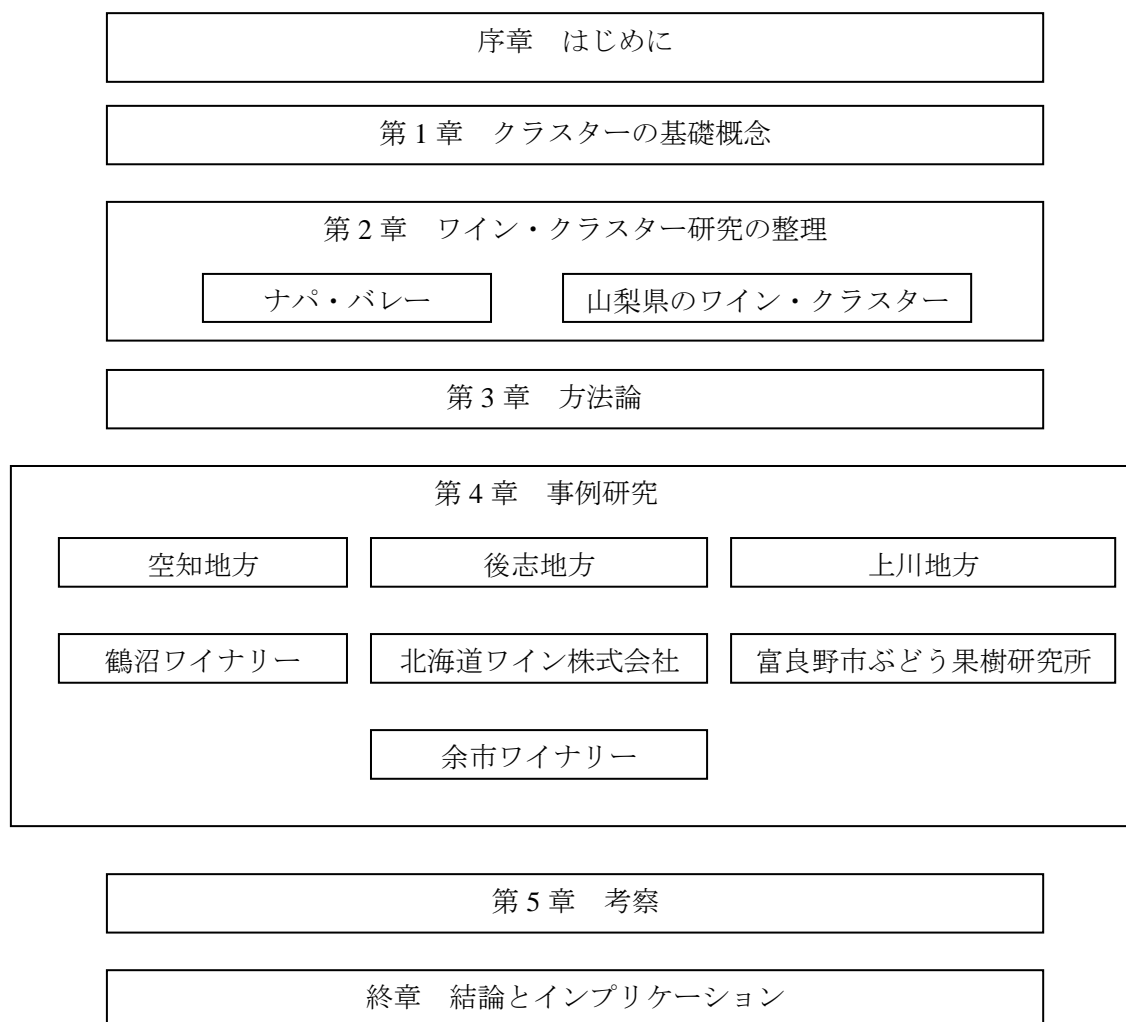 序章　はじめに
第 1 章　クラスターの基礎概念
第 2 章　ワイン・クラスター研究の整理
ナパ・バレー　山梨県のワイン・クラスター
第 3 章　方法論
第 4 章　事例研究
空知地方　後志地方　上川地方
鶴沼ワイナリー　北海道ワイン株式会社　富良野市ぶどう果樹研究所
余市ワイナリー
第 5 章　考察
終章　結論とインプリケーション